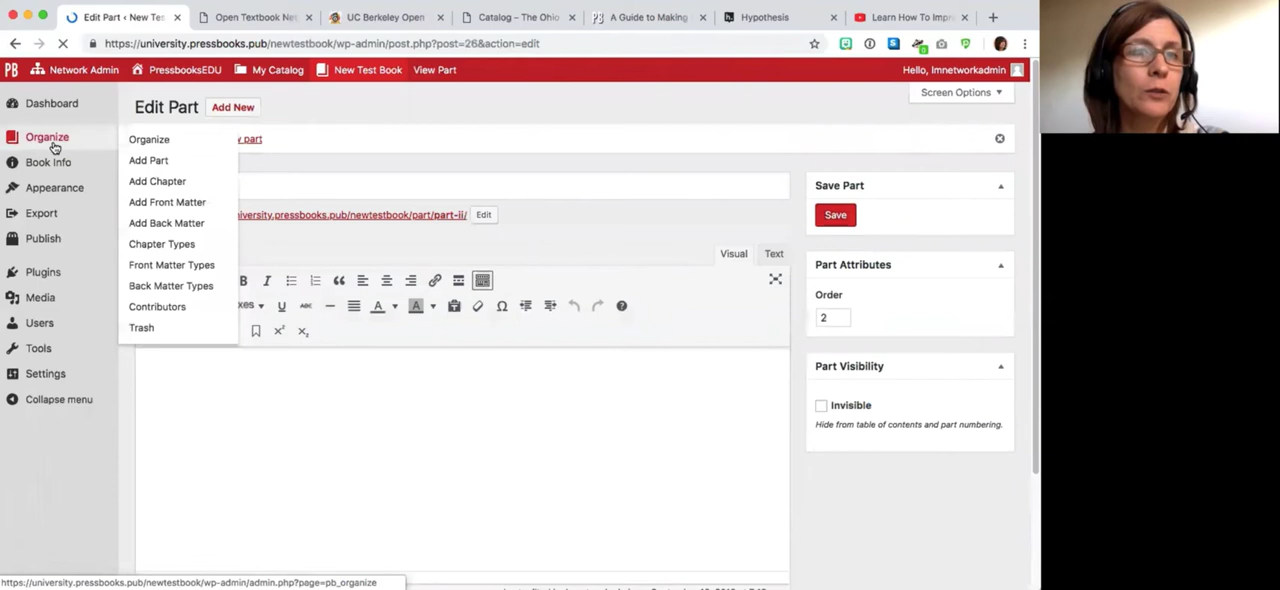 Edit Part ‹ New Tes
Open Textbook Net
UC Berkeley Open
Catalog – The Ohio
A Guide to Making
Hypothesis
Learn How To Impr
https://university.pressbooks.pub/newtestbook/wp-admin/post.php?post=26&action=edit
Network Admin
PressbooksEDU
My Catalog
New Test Book
View Part
Hello, lmnetworkadmin
Dashboard
Organize
Book Info
Appearance
Export
Publish
Plugins
Media
Users
Tools
Settings
Collapse menu
Edit Part
Add New
Screen Options
Organize
Add Part
Add Chapter
Add Front Matter
Add Back Matter
Chapter Types
Front Matter Types
Back Matter Types
Contributors
Trash
w part
niversity.pressbooks.pub/newtestbook/part/part-ii/
Edit
Visual
Text
Save Part
Save
Part Attributes
Order
2
Part Visibility
Invisible
Hide from table of contents and part numbering.
https://university.pressbooks.pub/newtestbook/wp-admin/admin.php?page=pb_organize